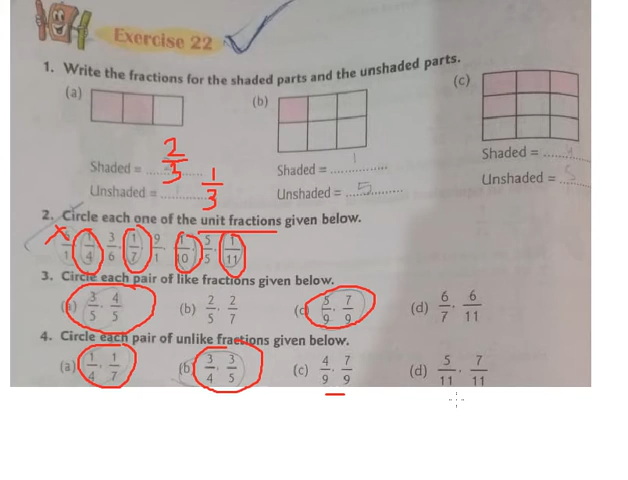 Exercise 22
1. Write the fractions for the shaded parts and the unshaded parts.
(a) (b) (c)
Shaded = 2/3 Shaded = 1 Shaded =
Unshaded = 1/3 Unshaded = 5 Unshaded = 5
2. Circle each one of the unit fractions given below.
1/4, 3/6, 1/7, 9/1, 1/10, 5/5, 1/11
3. Circle each pair of like fractions given below.
(a) 3/5, 4/5 (b) 2/5, 2/7 (c) 5/9, 7/9 (d) 6/7, 6/11
4. Circle each pair of unlike fractions given below.
(a) 1/4, 1/7 (b) 3/4, 3/5 (c) 4/9, 7/9 (d) 5/11, 7/11